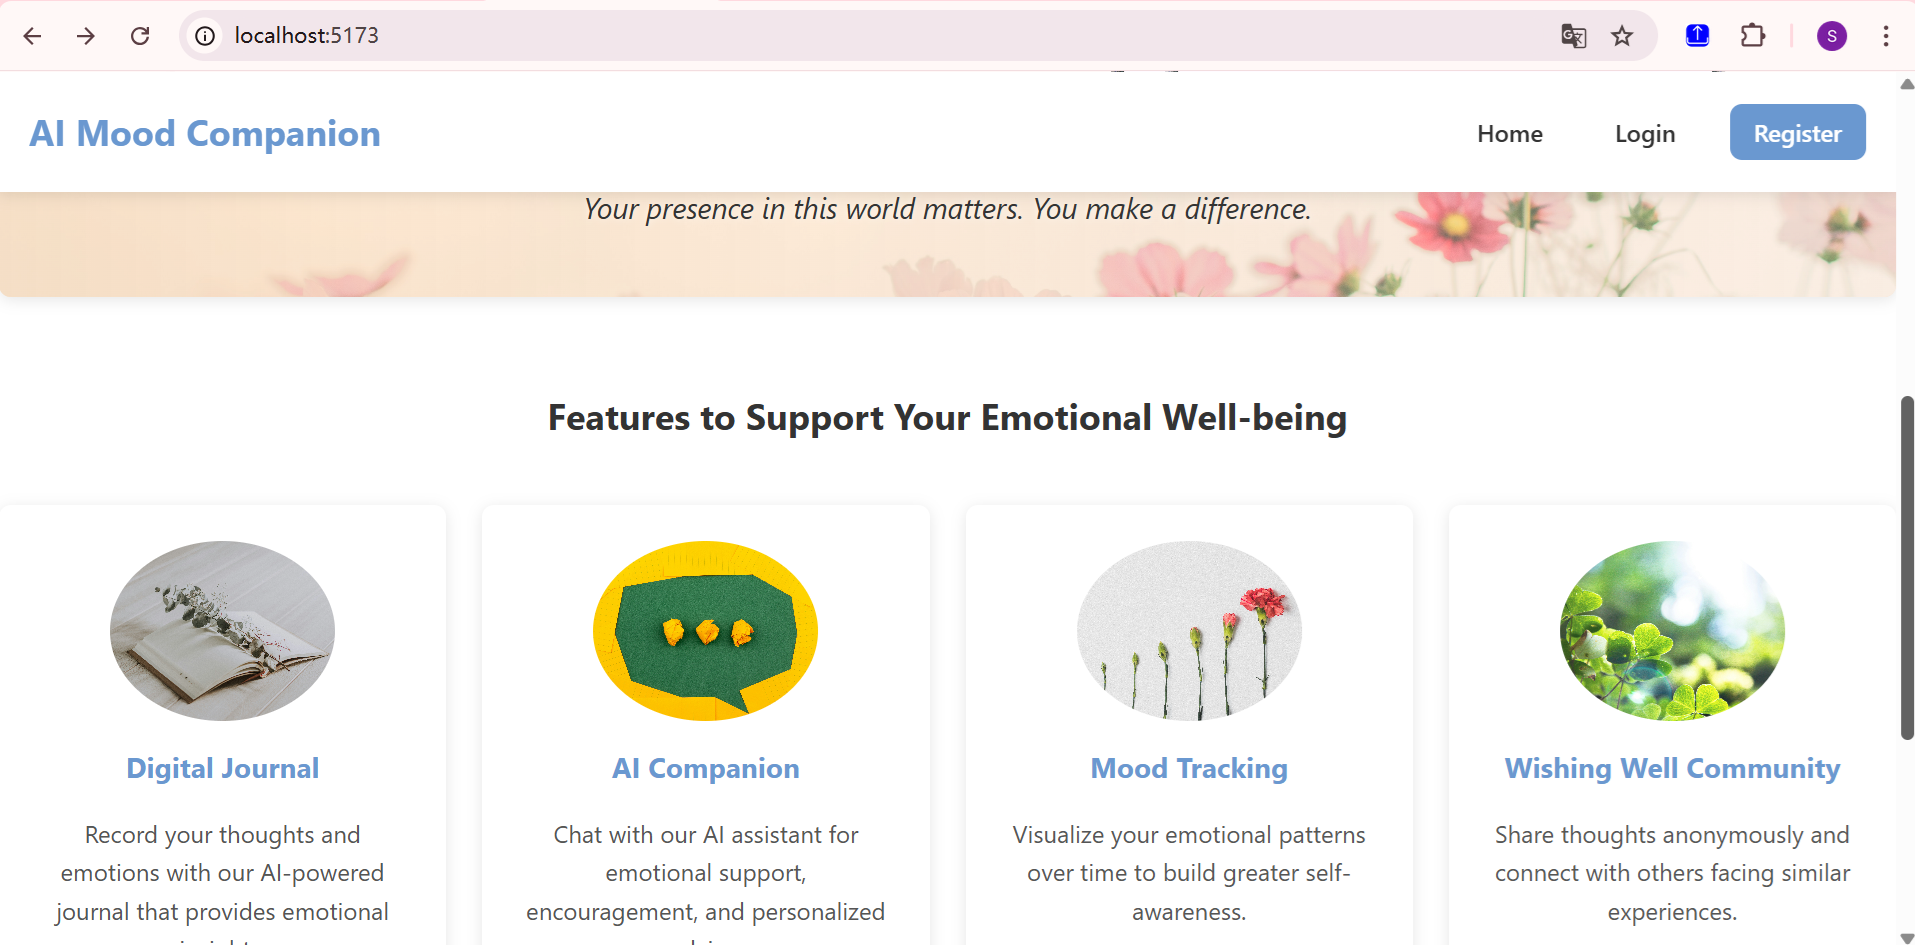 localhost:5173
S
AI Mood Companion
Home
Login
Register
Your presence in this world matters. You make a difference.
Features to Support Your Emotional Well-being
Digital Journal
Record your thoughts and
emotions with our AI-powered
journal that provides emotional
AI Companion
Chat with our AI assistant for
emotional support,
encouragement, and personalized
Mood Tracking
Visualize your emotional patterns
over time to build greater self-
awareness.
Wishing Well Community
Share thoughts anonymously and
connect with others facing similar
experiences.